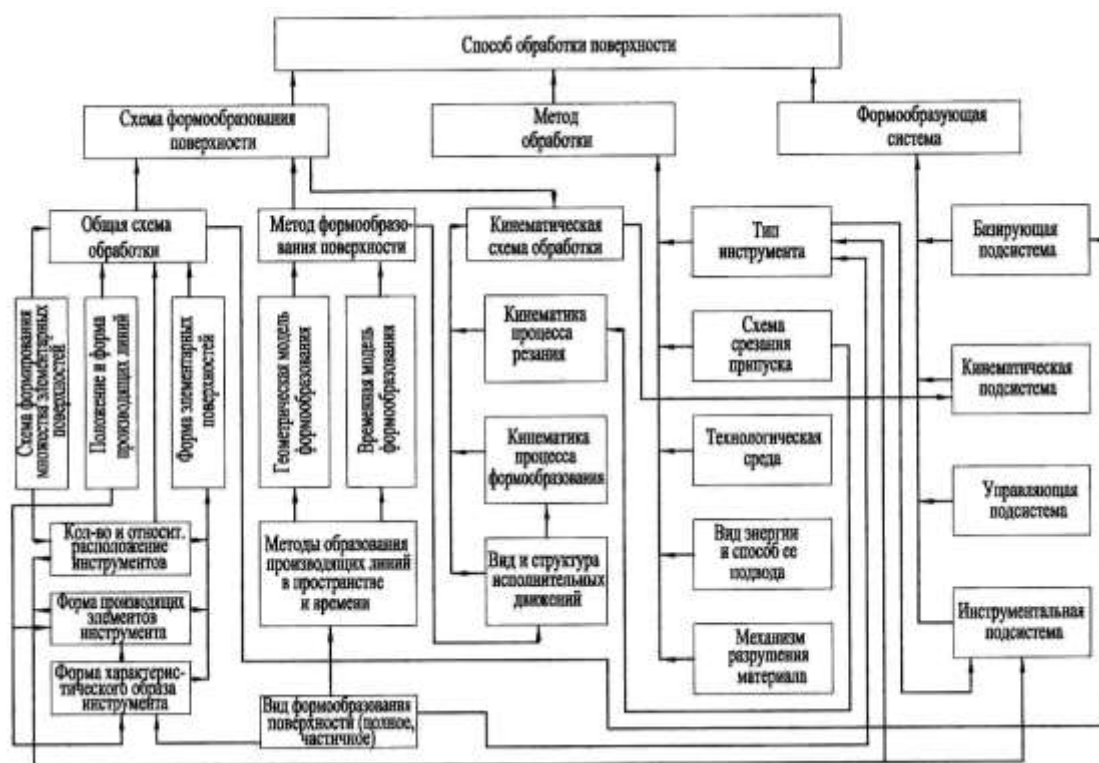 Способ обработки поверхности
Схема формообразования
поверхности
Метод
обработки
Формообразующая
система
Общая схема
обработки
Метод формообразо-
вания поверхности
Кинематическая
схема обработки
Тип
инструмента
Базирующая
подсистема
Схема формирования
множества элементарных
поверхностей
Положение и форма
производящих линий
Форма элементарных
поверхностей
Геометрическая модель
формообразования
Временная модель
формообразования
Кинематика
процесса
резания
Схема
срезания
припуска
Кинематическая
подсистема
Кинематика
процесса
формообразования
Технологическая
среда
Управляющая
подсистема
Кол-во и относит.
расположение
инструментов
Методы образования
производящих линий
в пространстве
и времени
Вид и структура
исполнительных
движений
Вид энергии
и способ ее
подвода
Форма производящих
элементов
инструмента
Инструментальная
подсистема
Форма характерис-
тического образа
инструмента
Механизм
разрушения
материала
Вид формообразования
поверхности (полное,
частичное)